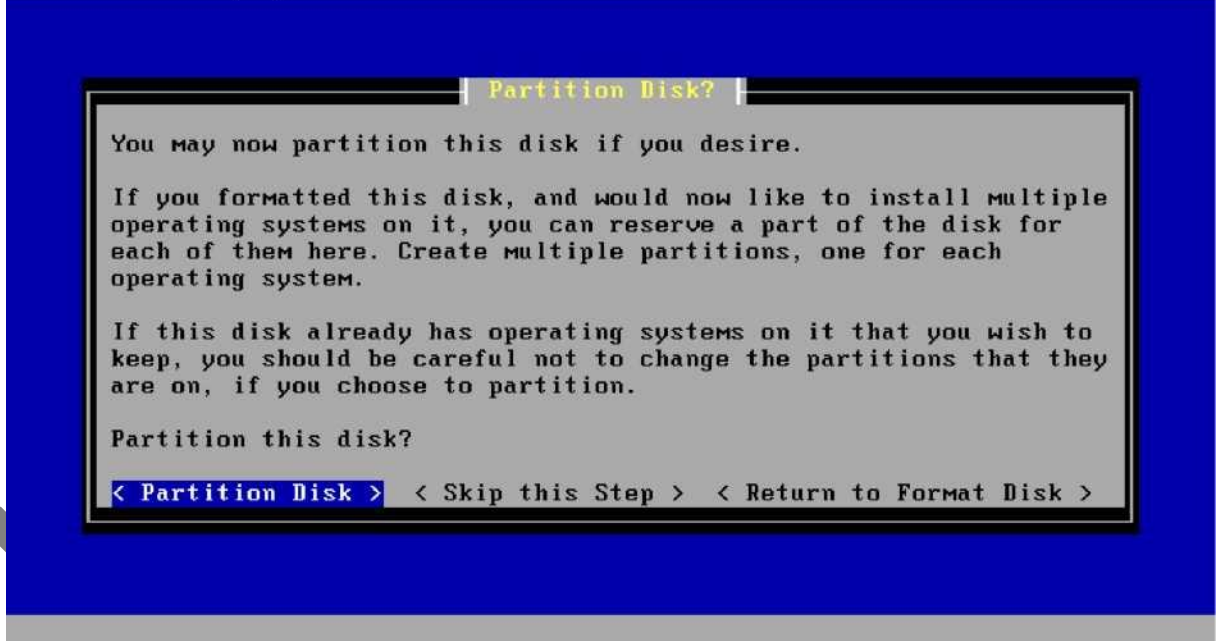 Partition Disk?
You may now partition this disk if you desire.
If you formatted this disk, and would now like to install multiple
operating systems on it, you can reserve a part of the disk for
each of them here. Create multiple partitions, one for each
operating system.
If this disk already has operating systems on it that you wish to
keep, you should be careful not to change the partitions that they
are on, if you choose to partition.
Partition this disk?
< Partition Disk > < Skip this Step > < Return to Format Disk >